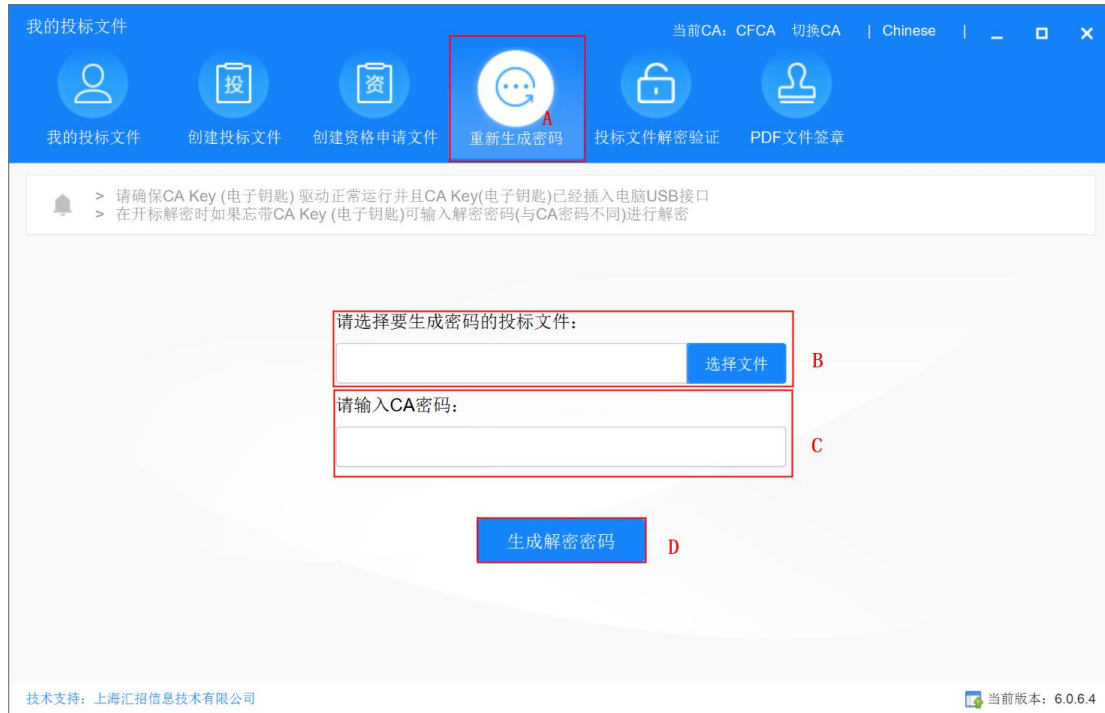 我的投标文件
当前CA：CFCA 切换CA | Chinese |
投
资
A
我的投标文件 创建投标文件 创建资格申请文件 重新生成密码 投标文件解密验证 PDF文件签章
> 请确保CA Key (电子钥匙) 驱动正常运行并且CA Key(电子钥匙)已经插入电脑USB接口
> 在开标解密时如果忘带CA Key (电子钥匙)可输入解密密码(与CA密码不同)进行解密
请选择要生成密码的投标文件：
选择文件 B
请输入CA密码：
C
生成解密密码 D
技术支持：上海汇招信息技术有限公司 当前版本：6.0.6.4